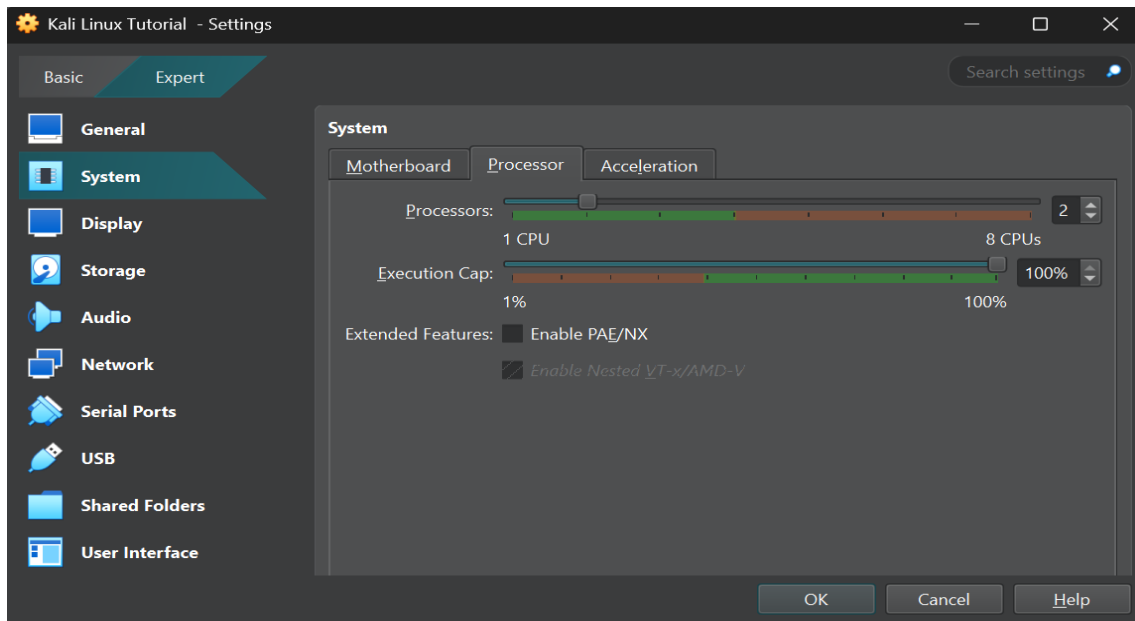 Kali Linux Tutorial - Settings
Basic
Expert
Search settings
General
System
Display
Storage
Audio
Network
Serial Ports
USB
Shared Folders
User Interface
System
Motherboard
Processor
Acceleration
Processors:
2
1 CPU
8 CPUs
Execution Cap:
100%
1%
100%
Extended Features:
Enable PAE/NX
Enable Nested VT-x/AMD-V
OK
Cancel
Help